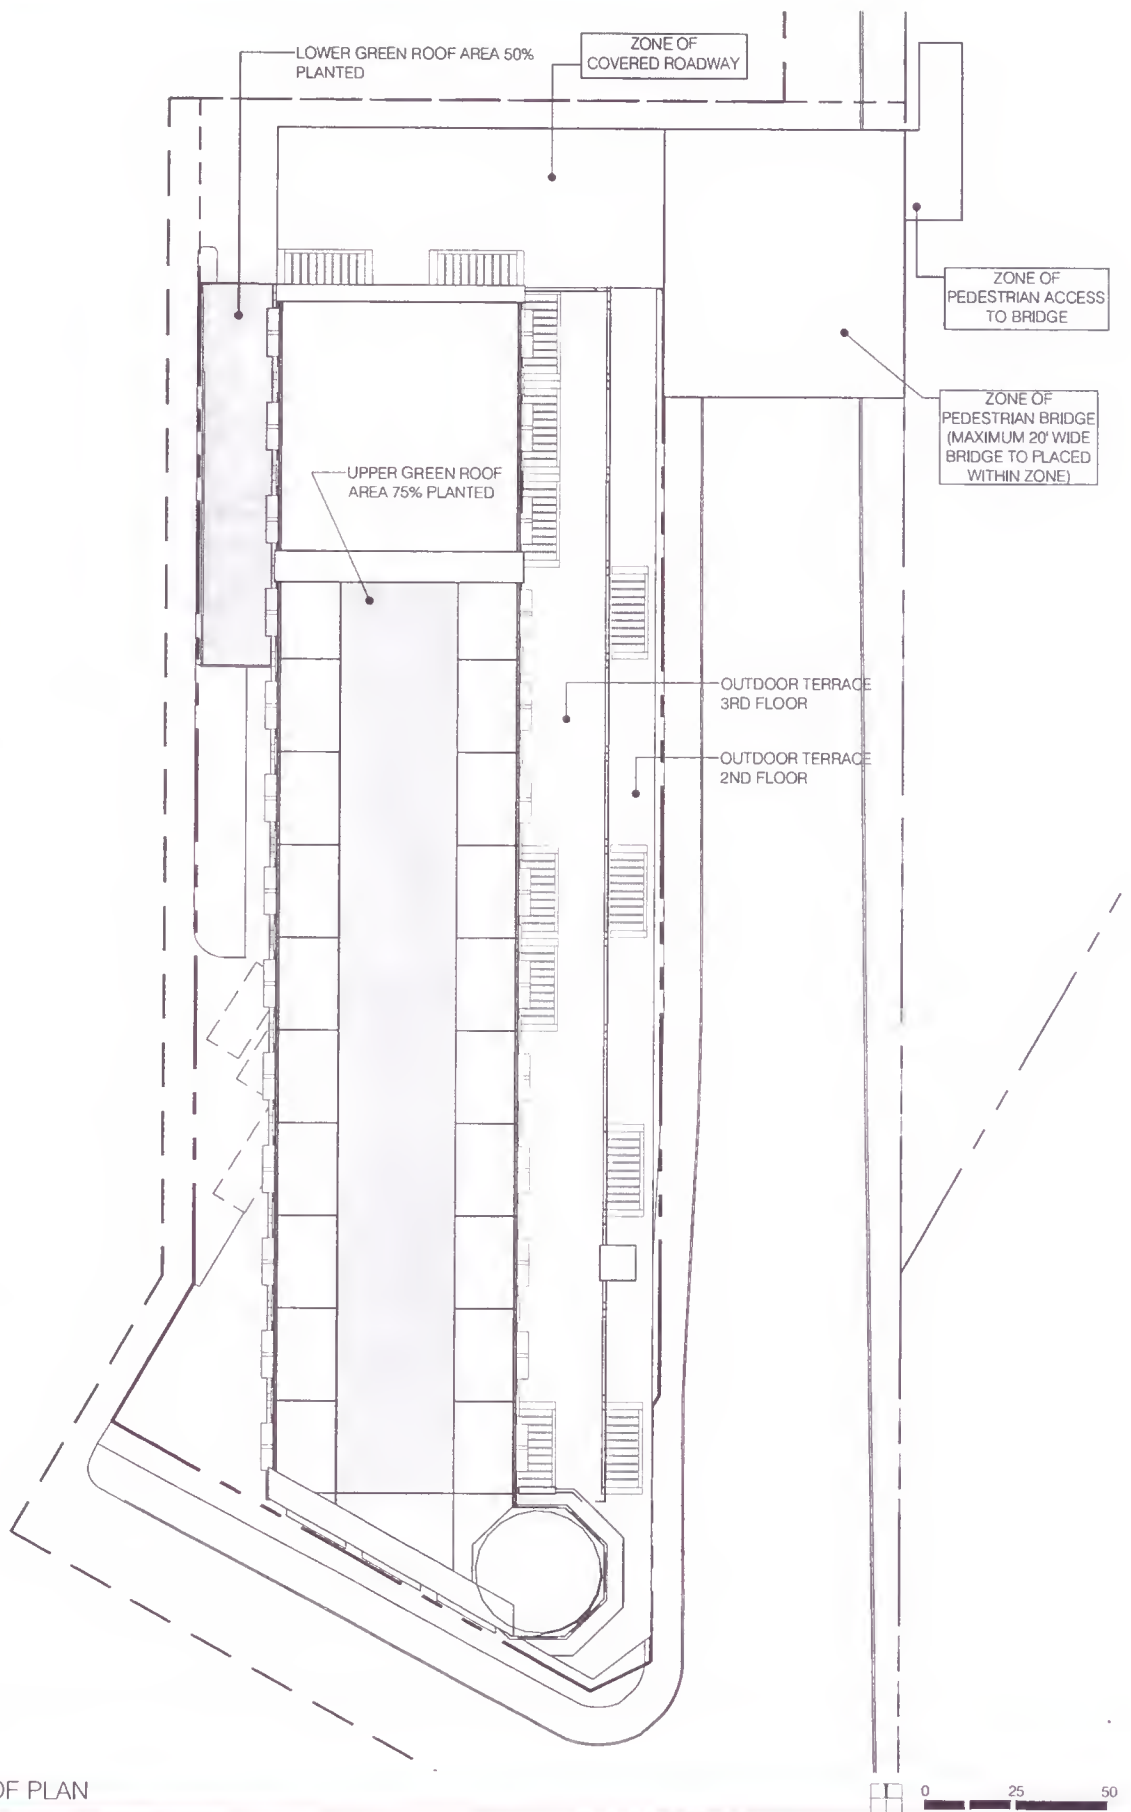 LOWER GREEN ROOF AREA 50%
PLANTED
ZONE OF
COVERED ROADWAY
ZONE OF
PEDESTRIAN ACCESS
TO BRIDGE
ZONE OF
PEDESTRIAN BRIDGE
(MAXIMUM 20' WIDE
BRIDGE TO PLACED
WITHIN ZONE)
UPPER GREEN ROOF
AREA 75% PLANTED
OUTDOOR TERRACE
3RD FLOOR
OUTDOOR TERRACE
2ND FLOOR
OF PLAN
0 25 50